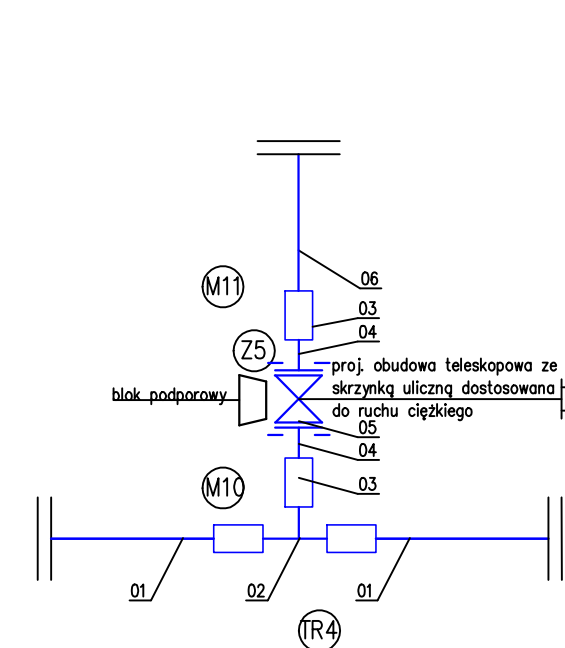 M11
06
03
04
Z5
proj. obudowa teleskopowa ze
skrzynką uliczną dostosowana
do ruchu ciężkiego
blok podporowy
05
04
M10
03
01
02
01
TR4